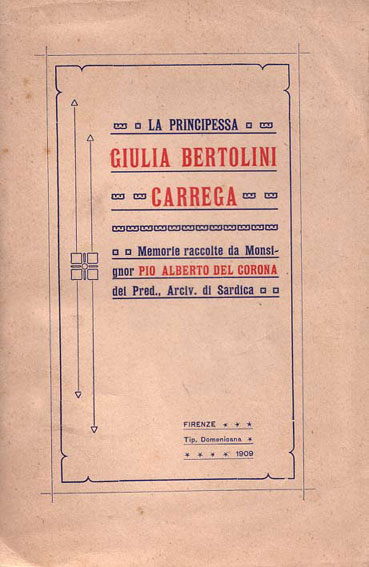 LA PRINCIPESSA
GIULIA BERTOLINI
CARREGA
Memorie raccolte da Monsi-
gnor PIO ALBERTO DEL CORONA
dei Pred., Arciv. di Sardica
FIRENZE * * *
Tip. Domenicana *
* * * * 1909